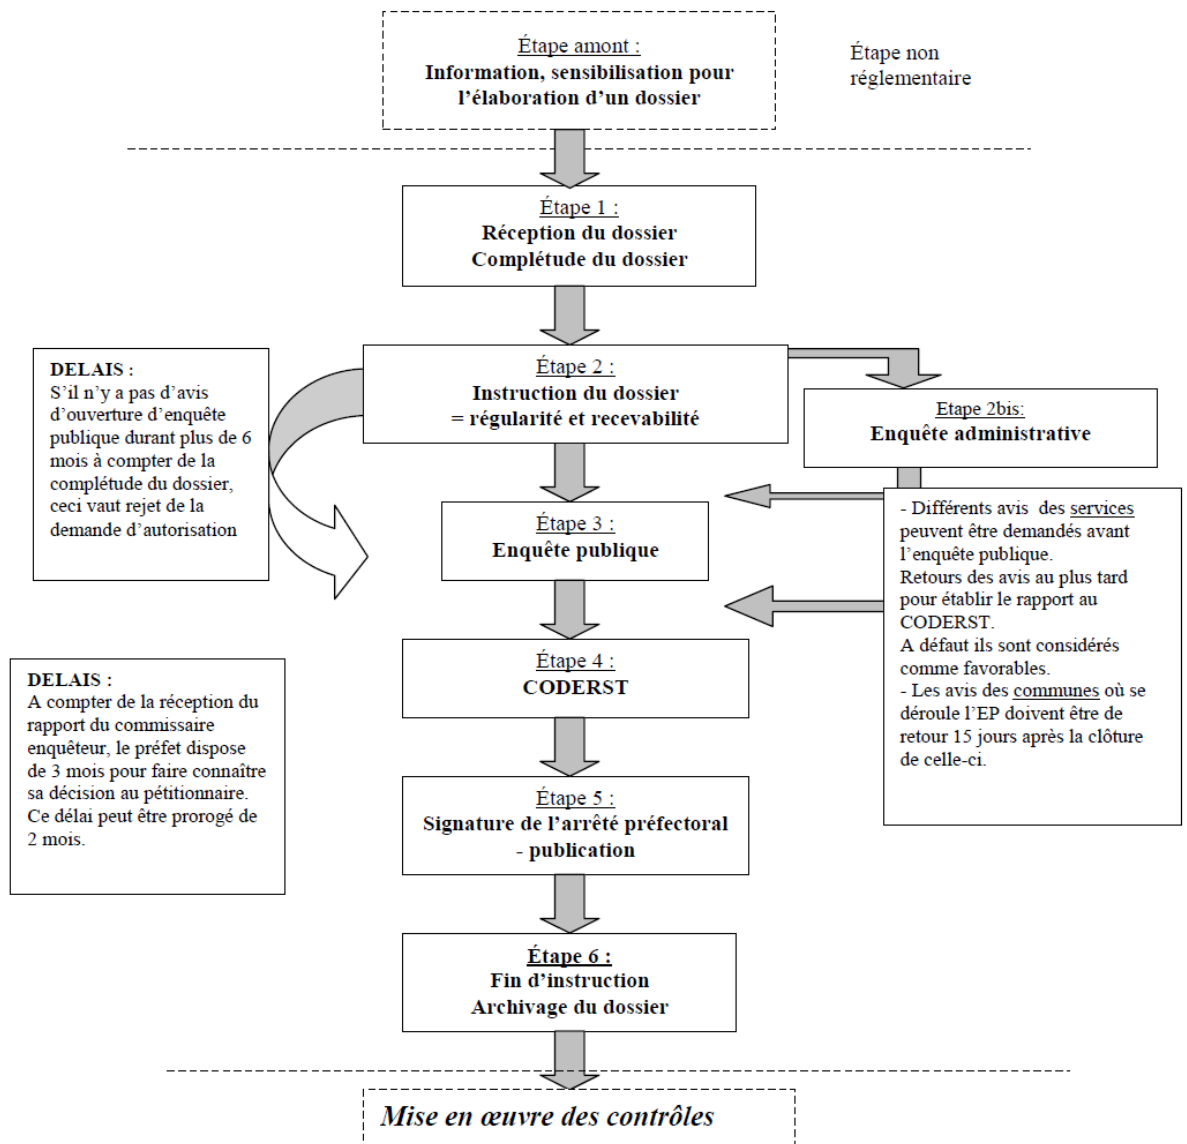 Étape amont :
Information, sensibilisation pour
l'élaboration d'un dossier
Étape non
réglementaire
Étape 1 :
Réception du dossier
Complétude du dossier
DELAIS :
S'il n'y a pas d'avis
d'ouverture d'enquête
publique durant plus de 6
mois à compter de la
complétude du dossier,
ceci vaut rejet de la
demande d'autorisation
Étape 2 :
Instruction du dossier
= régularité et recevabilité
Etape 2bis:
Enquête administrative
Étape 3 :
Enquête publique
- Différents avis des services
peuvent être demandés avant
l'enquête publique.
Retours des avis au plus tard
pour établir le rapport au
CODERST.
A défaut ils sont considérés
comme favorables.
- Les avis des communes où se
déroule l'EP doivent être de
retour 15 jours après la clôture
de celle-ci.
Étape 4 :
CODERST
DELAIS :
A compter de la réception du
rapport du commissaire
enquêteur, le préfet dispose
de 3 mois pour faire connaître
sa décision au pétitionnaire.
Ce délai peut être prorogé de
2 mois.
Étape 5 :
Signature de l'arrêté préfectoral
- publication
Étape 6 :
Fin d'instruction
Archivage du dossier
Mise en œuvre des contrôles